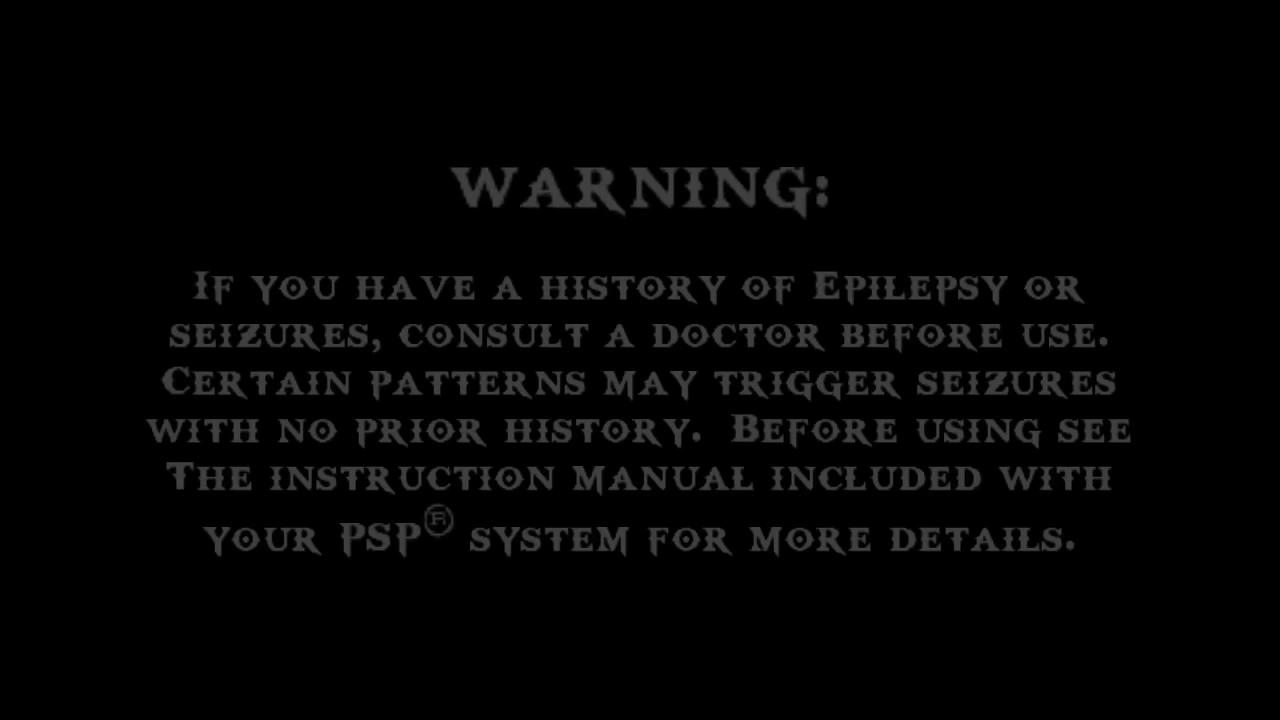 WARNING:
If you have a history of Epilepsy or
seizures, consult a doctor before use.
Certain patterns may trigger seizures
with no prior history.  Before using see
The instruction manual included with
your PSP® system for more details.